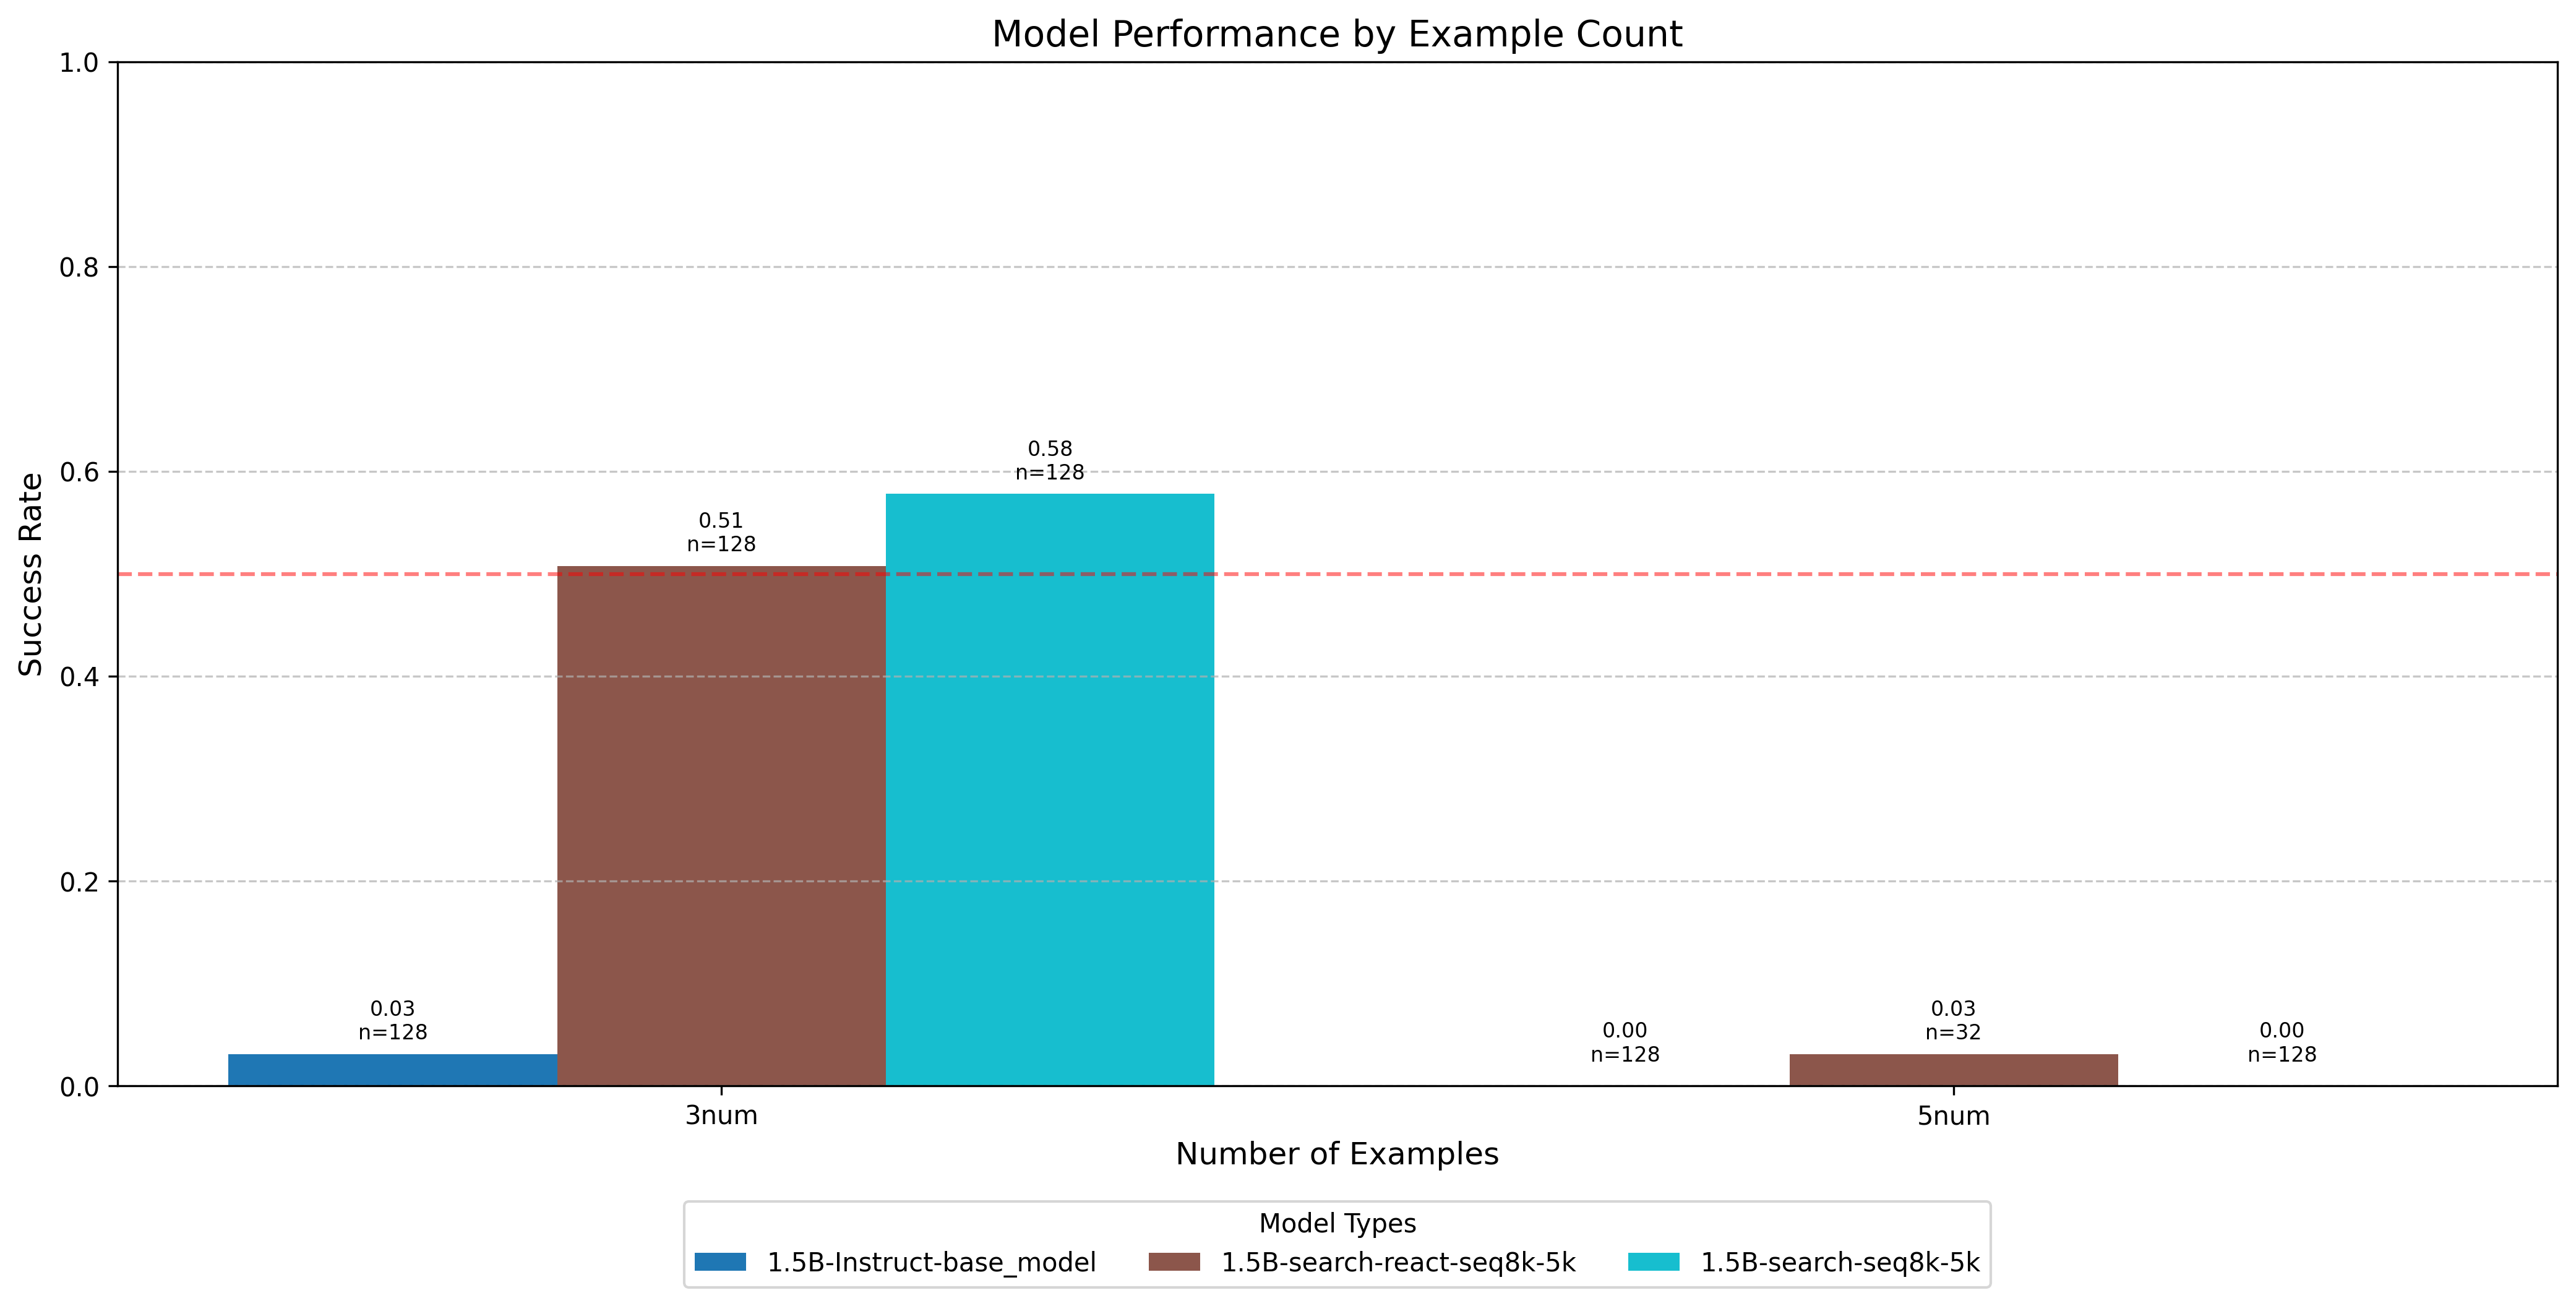 Model Performance by Example Count
1.0
0.8
0.6
0.4
0.2
0.0
Success Rate
0.03
n=128
0.51
n=128
0.58
n=128
0.00
n=128
0.03
n=32
0.00
n=128
3num
5num
Number of Examples
Model Types
1.5B-Instruct-base_model
1.5B-search-react-seq8k-5k
1.5B-search-seq8k-5k